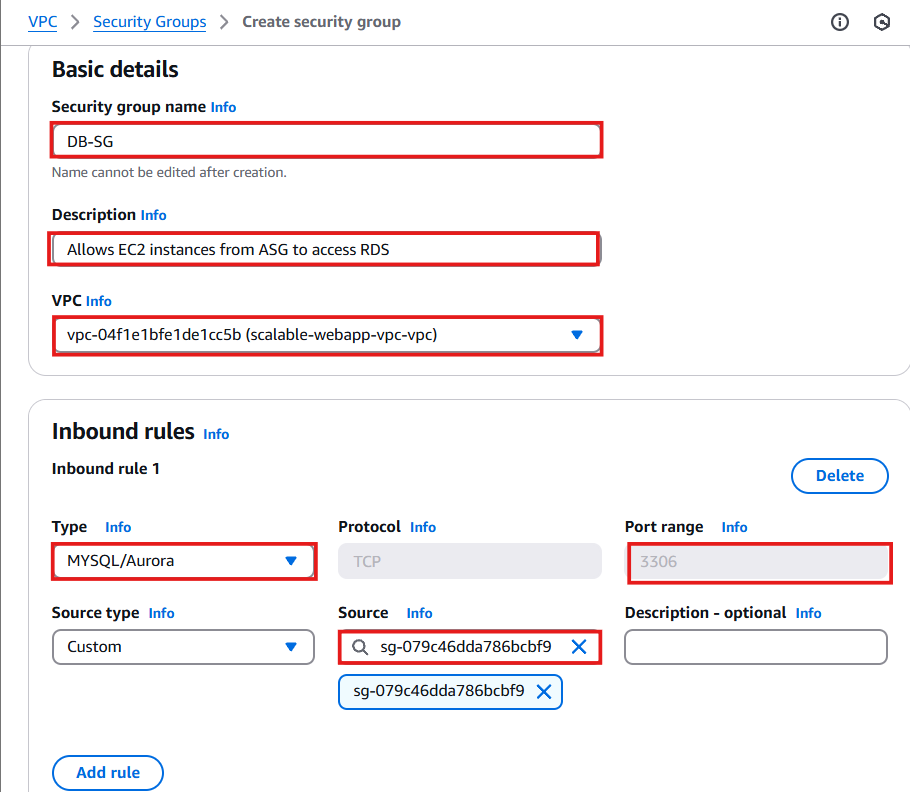 VPC > Security Groups > Create security group
Basic details
Security group name Info
DB-SG
Name cannot be edited after creation.
Description Info
Allows EC2 instances from ASG to access RDS
VPC Info
vpc-04f1e1bfe1de1cc5b (scalable-webapp-vpc-vpc)
Inbound rules Info
Inbound rule 1
Delete
Type Info Protocol Info Port range Info
MYSQL/Aurora TCP 3306
Source type Info Source Info Description - optional Info
Custom sg-079c46dda786bcbf9
sg-079c46dda786bcbf9
Add rule